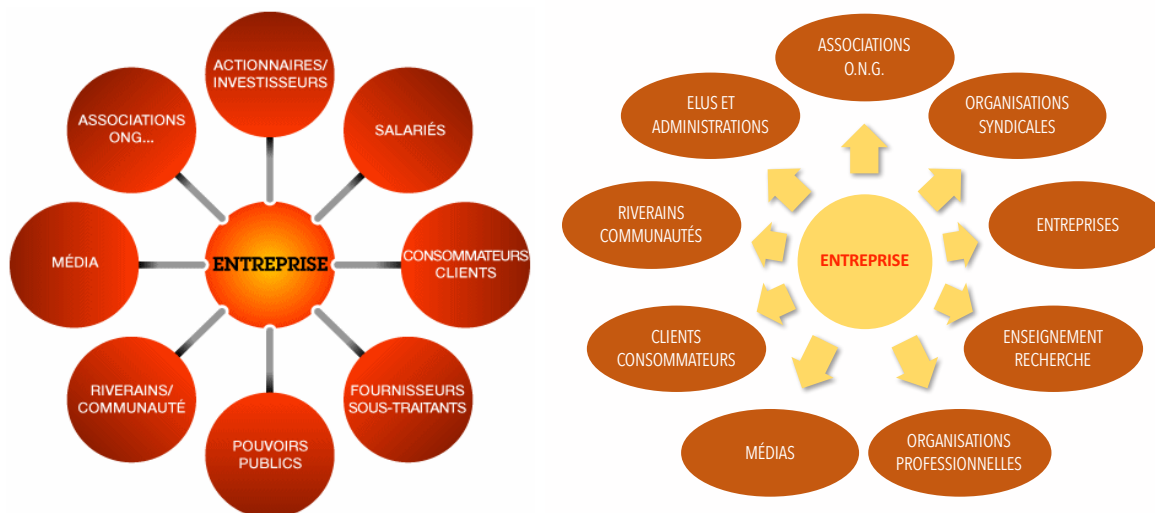 ACTIONNAIRES/
INVESTISSEURS
SALARIÉS
CONSOMMATEURS
CLIENTS
FOURNISSEURS
SOUS-TRAITANTS
POUVOIRS
PUBLICS
RIVERAINS/
COMMUNAUTÉ
MÉDIA
ASSOCIATIONS
ONG...
ENTREPRISE
ASSOCIATIONS
O.N.G.
ORGANISATIONS
SYNDICALES
ENTREPRISES
ENSEIGNEMENT
RECHERCHE
ORGANISATIONS
PROFESSIONNELLES
MÉDIAS
CLIENTS
CONSOMMATEURS
RIVERAINS
COMMUNAUTÉS
ELUS ET
ADMINISTRATIONS
ENTREPRISE